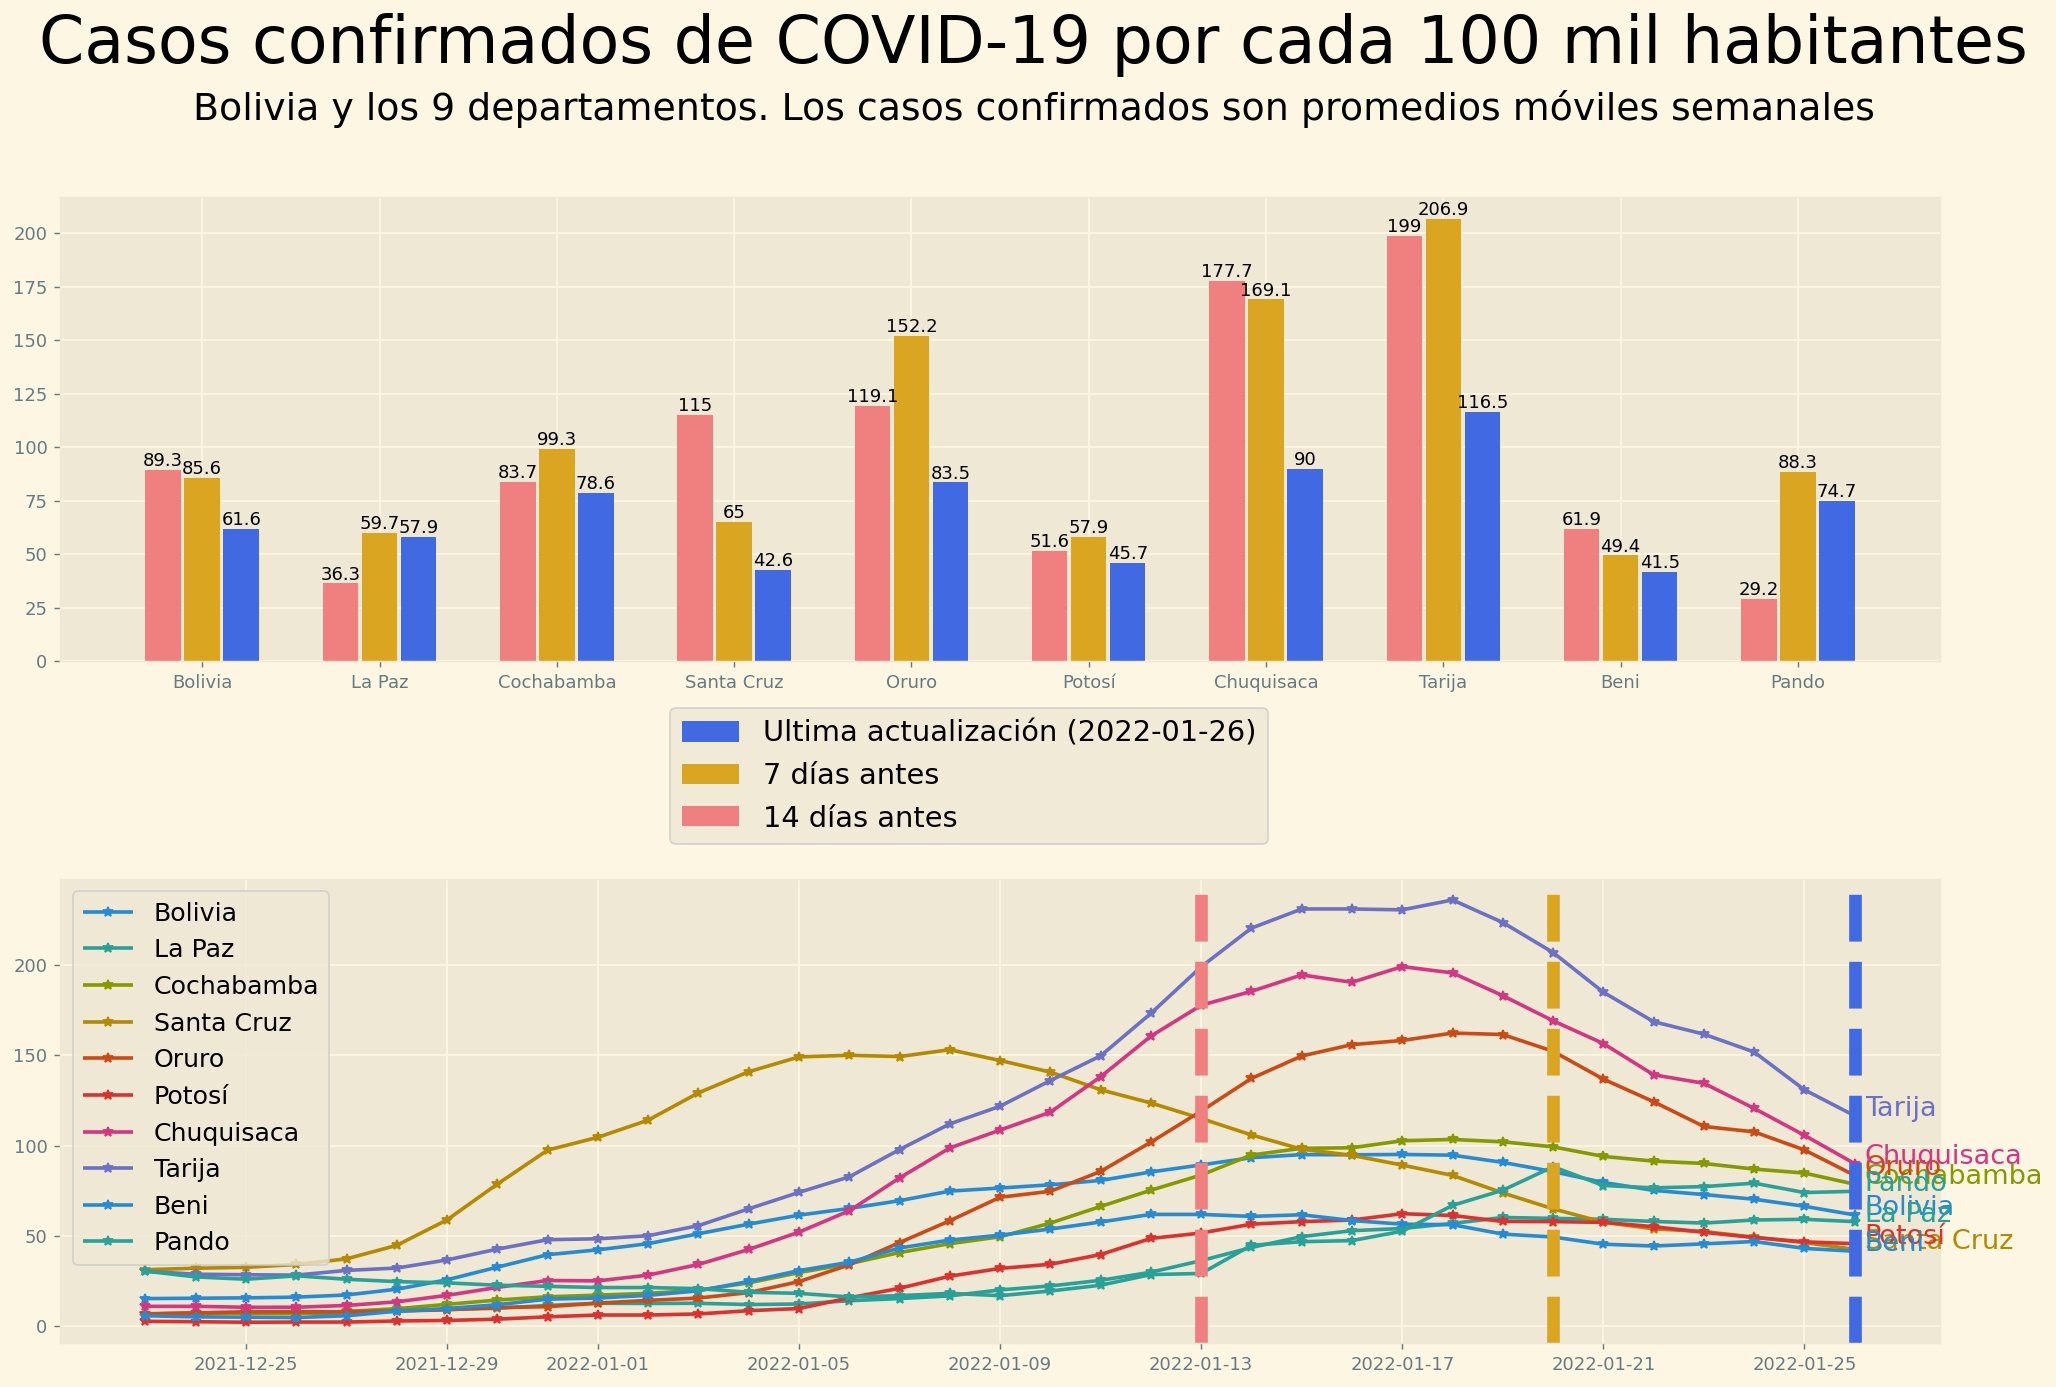 Casos confirmados de COVID-19 por cada 100 mil habitantes
Bolivia y los 9 departamentos. Los casos confirmados son promedios móviles semanales
200
175
150
125
100
75
50
25
0
89.3 85.6 61.6
36.3 59.7 57.9
83.7 99.3 78.6
115 65 42.6
119.1 152.2 83.5
51.6 57.9 45.7
177.7 169.1 90
199 206.9 116.5
61.9 49.4 41.5
29.2 88.3 74.7
Bolivia La Paz Cochabamba Santa Cruz Oruro Potosí Chuquisaca Tarija Beni Pando
Ultima actualización (2022-01-26)
7 días antes
14 días antes
200
150
100
50
0
Bolivia
La Paz
Cochabamba
Santa Cruz
Oruro
Potosí
Chuquisaca
Tarija
Beni
Pando
Tarija
Chuquisaca
Oruro
Cochabamba
Pando
Bolivia
La Paz
Potosí
Santa Cruz
Beni
2021-12-25 2021-12-29 2022-01-01 2022-01-05 2022-01-09 2022-01-13 2022-01-17 2022-01-21 2022-01-25